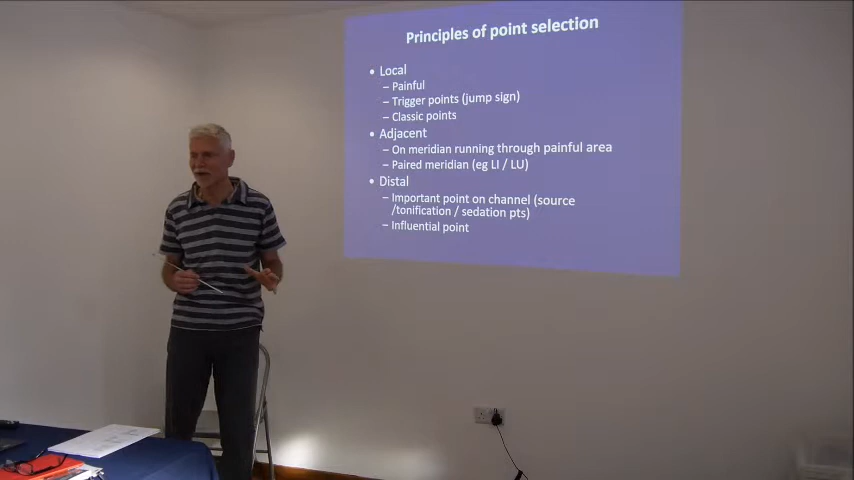 Principles of point selection
• Local
– Painful
– Trigger points (jump sign)
– Classic points
• Adjacent
– On meridian running through painful area
– Paired meridian (eg LI / LU)
• Distal
– Important point on channel (source
/tonification / sedation pts)
– Influential point